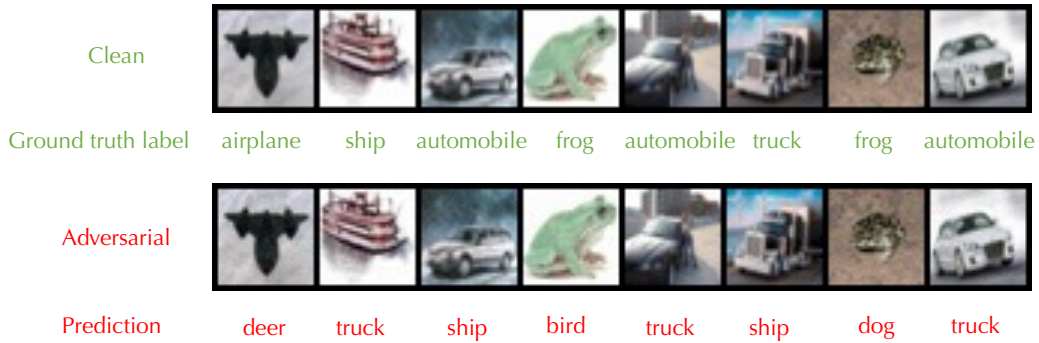 Clean
Ground truth label airplane ship automobile frog automobile truck frog automobile
Adversarial
Prediction deer truck ship bird truck ship dog truck